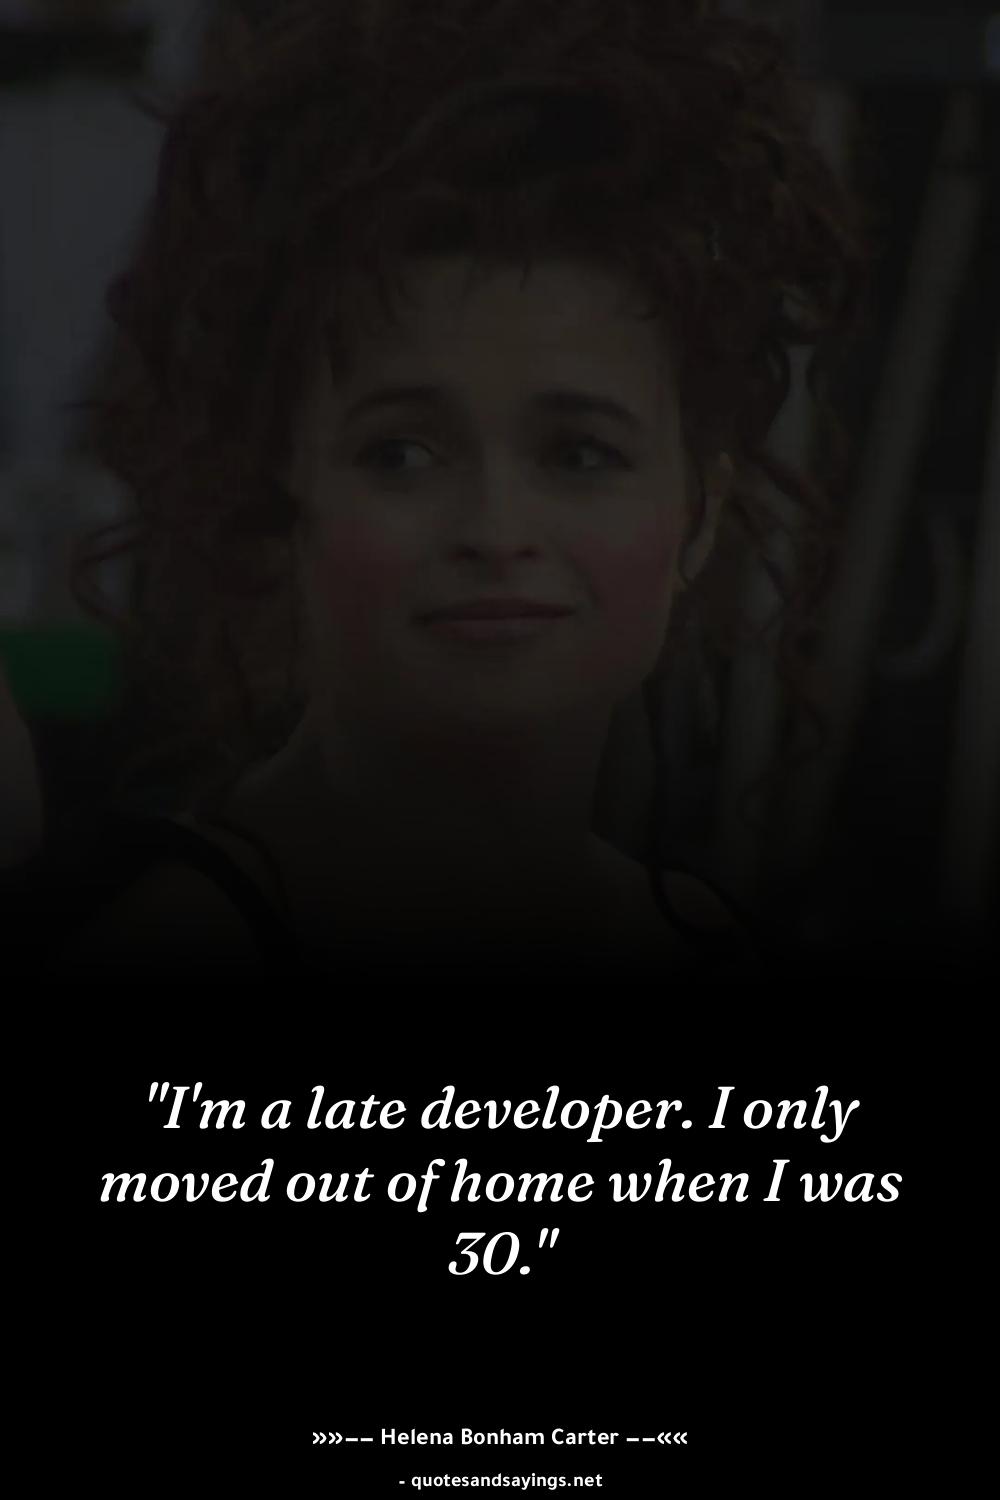 "I'm a late developer. I only
moved out of home when I was
30."
»»–– Helena Bonham Carter ––««
- quotesandsayings.net